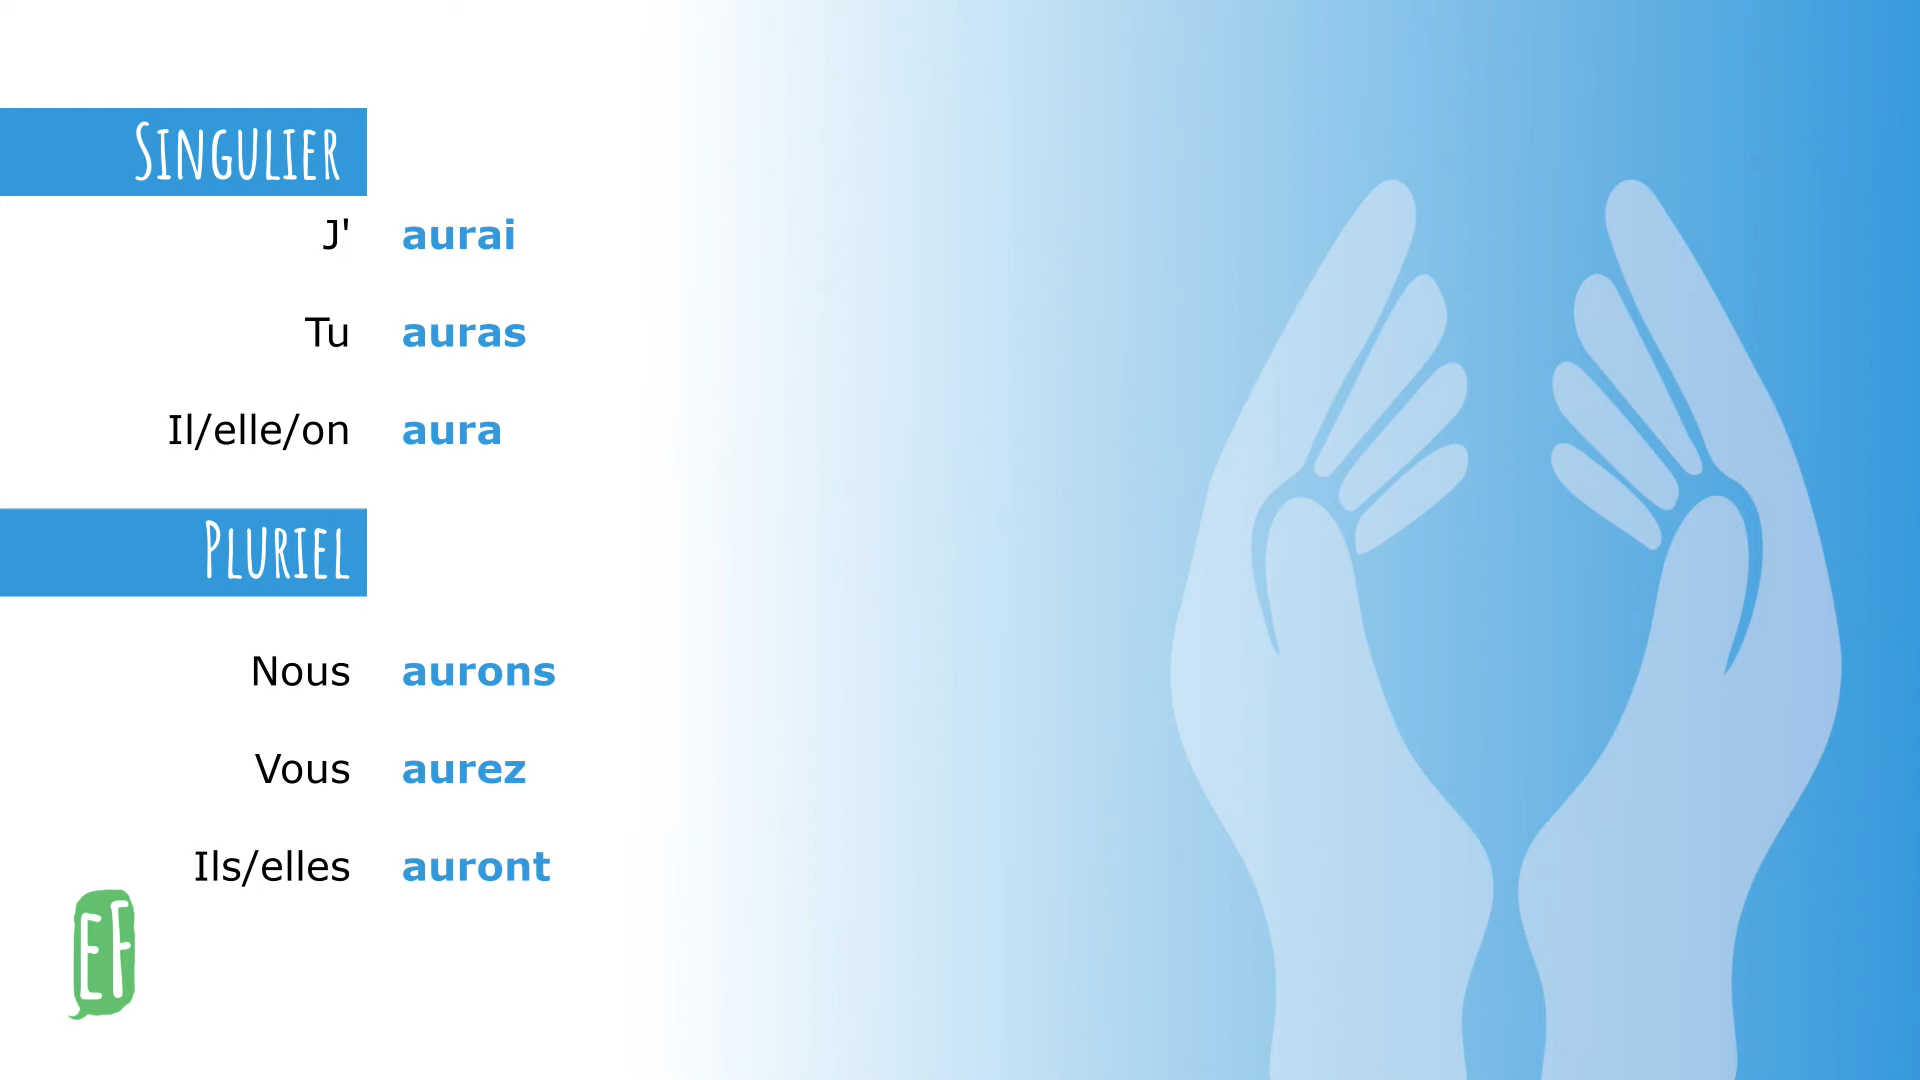 Singulier
J' aurai
Tu auras
Il/elle/on aura
Pluriel
Nous aurons
Vous aurez
Ils/elles auront
EF